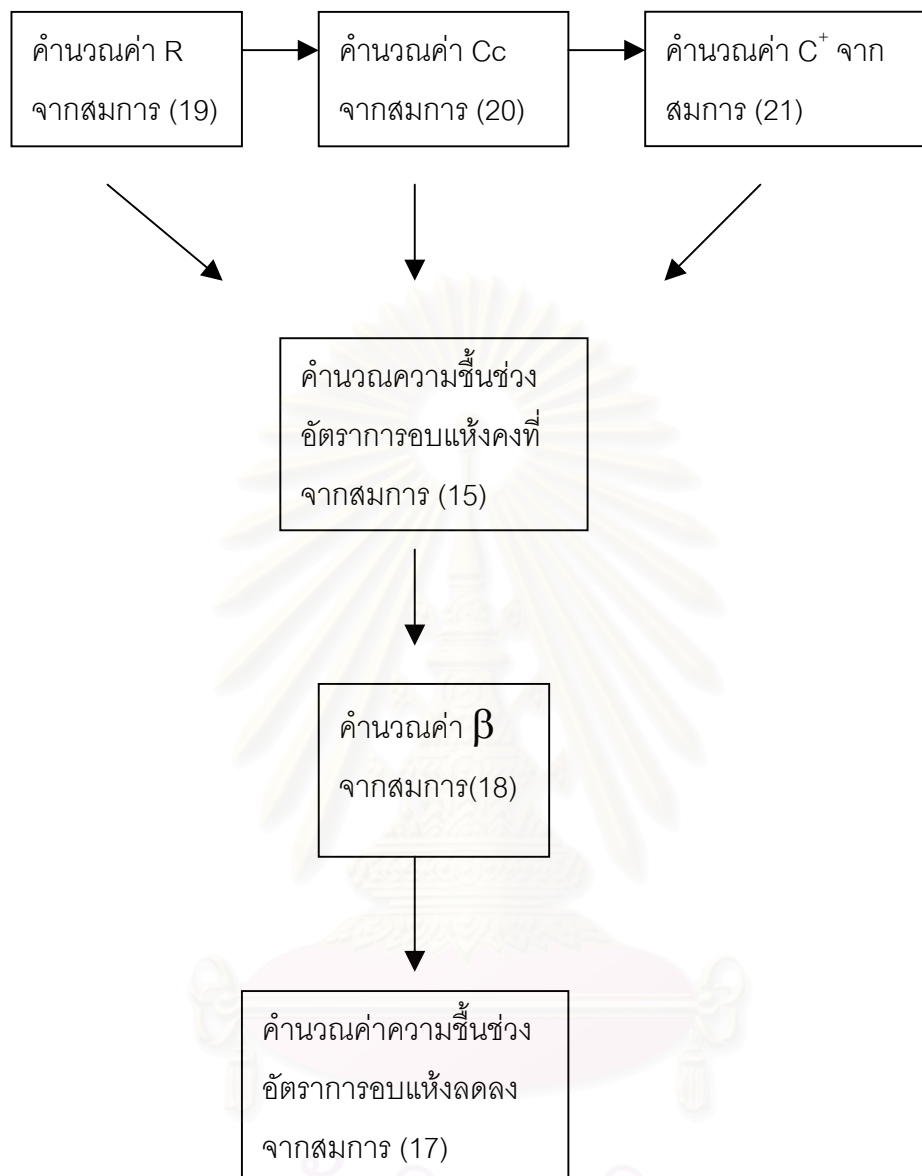 คำนวณค่า R
จากสมการ (19)
คำนวณค่า Cc
จากสมการ (20)
คำนวณค่า C⁺ จาก
สมการ (21)
คำนวณความชื้นช่วง
อัตราการอบแห้งคงที่
จากสมการ (15)
คำนวณค่า β
จากสมการ(18)
คำนวณค่าความชื้นช่วง
อัตราการอบแห้งลดลง
จากสมการ (17)